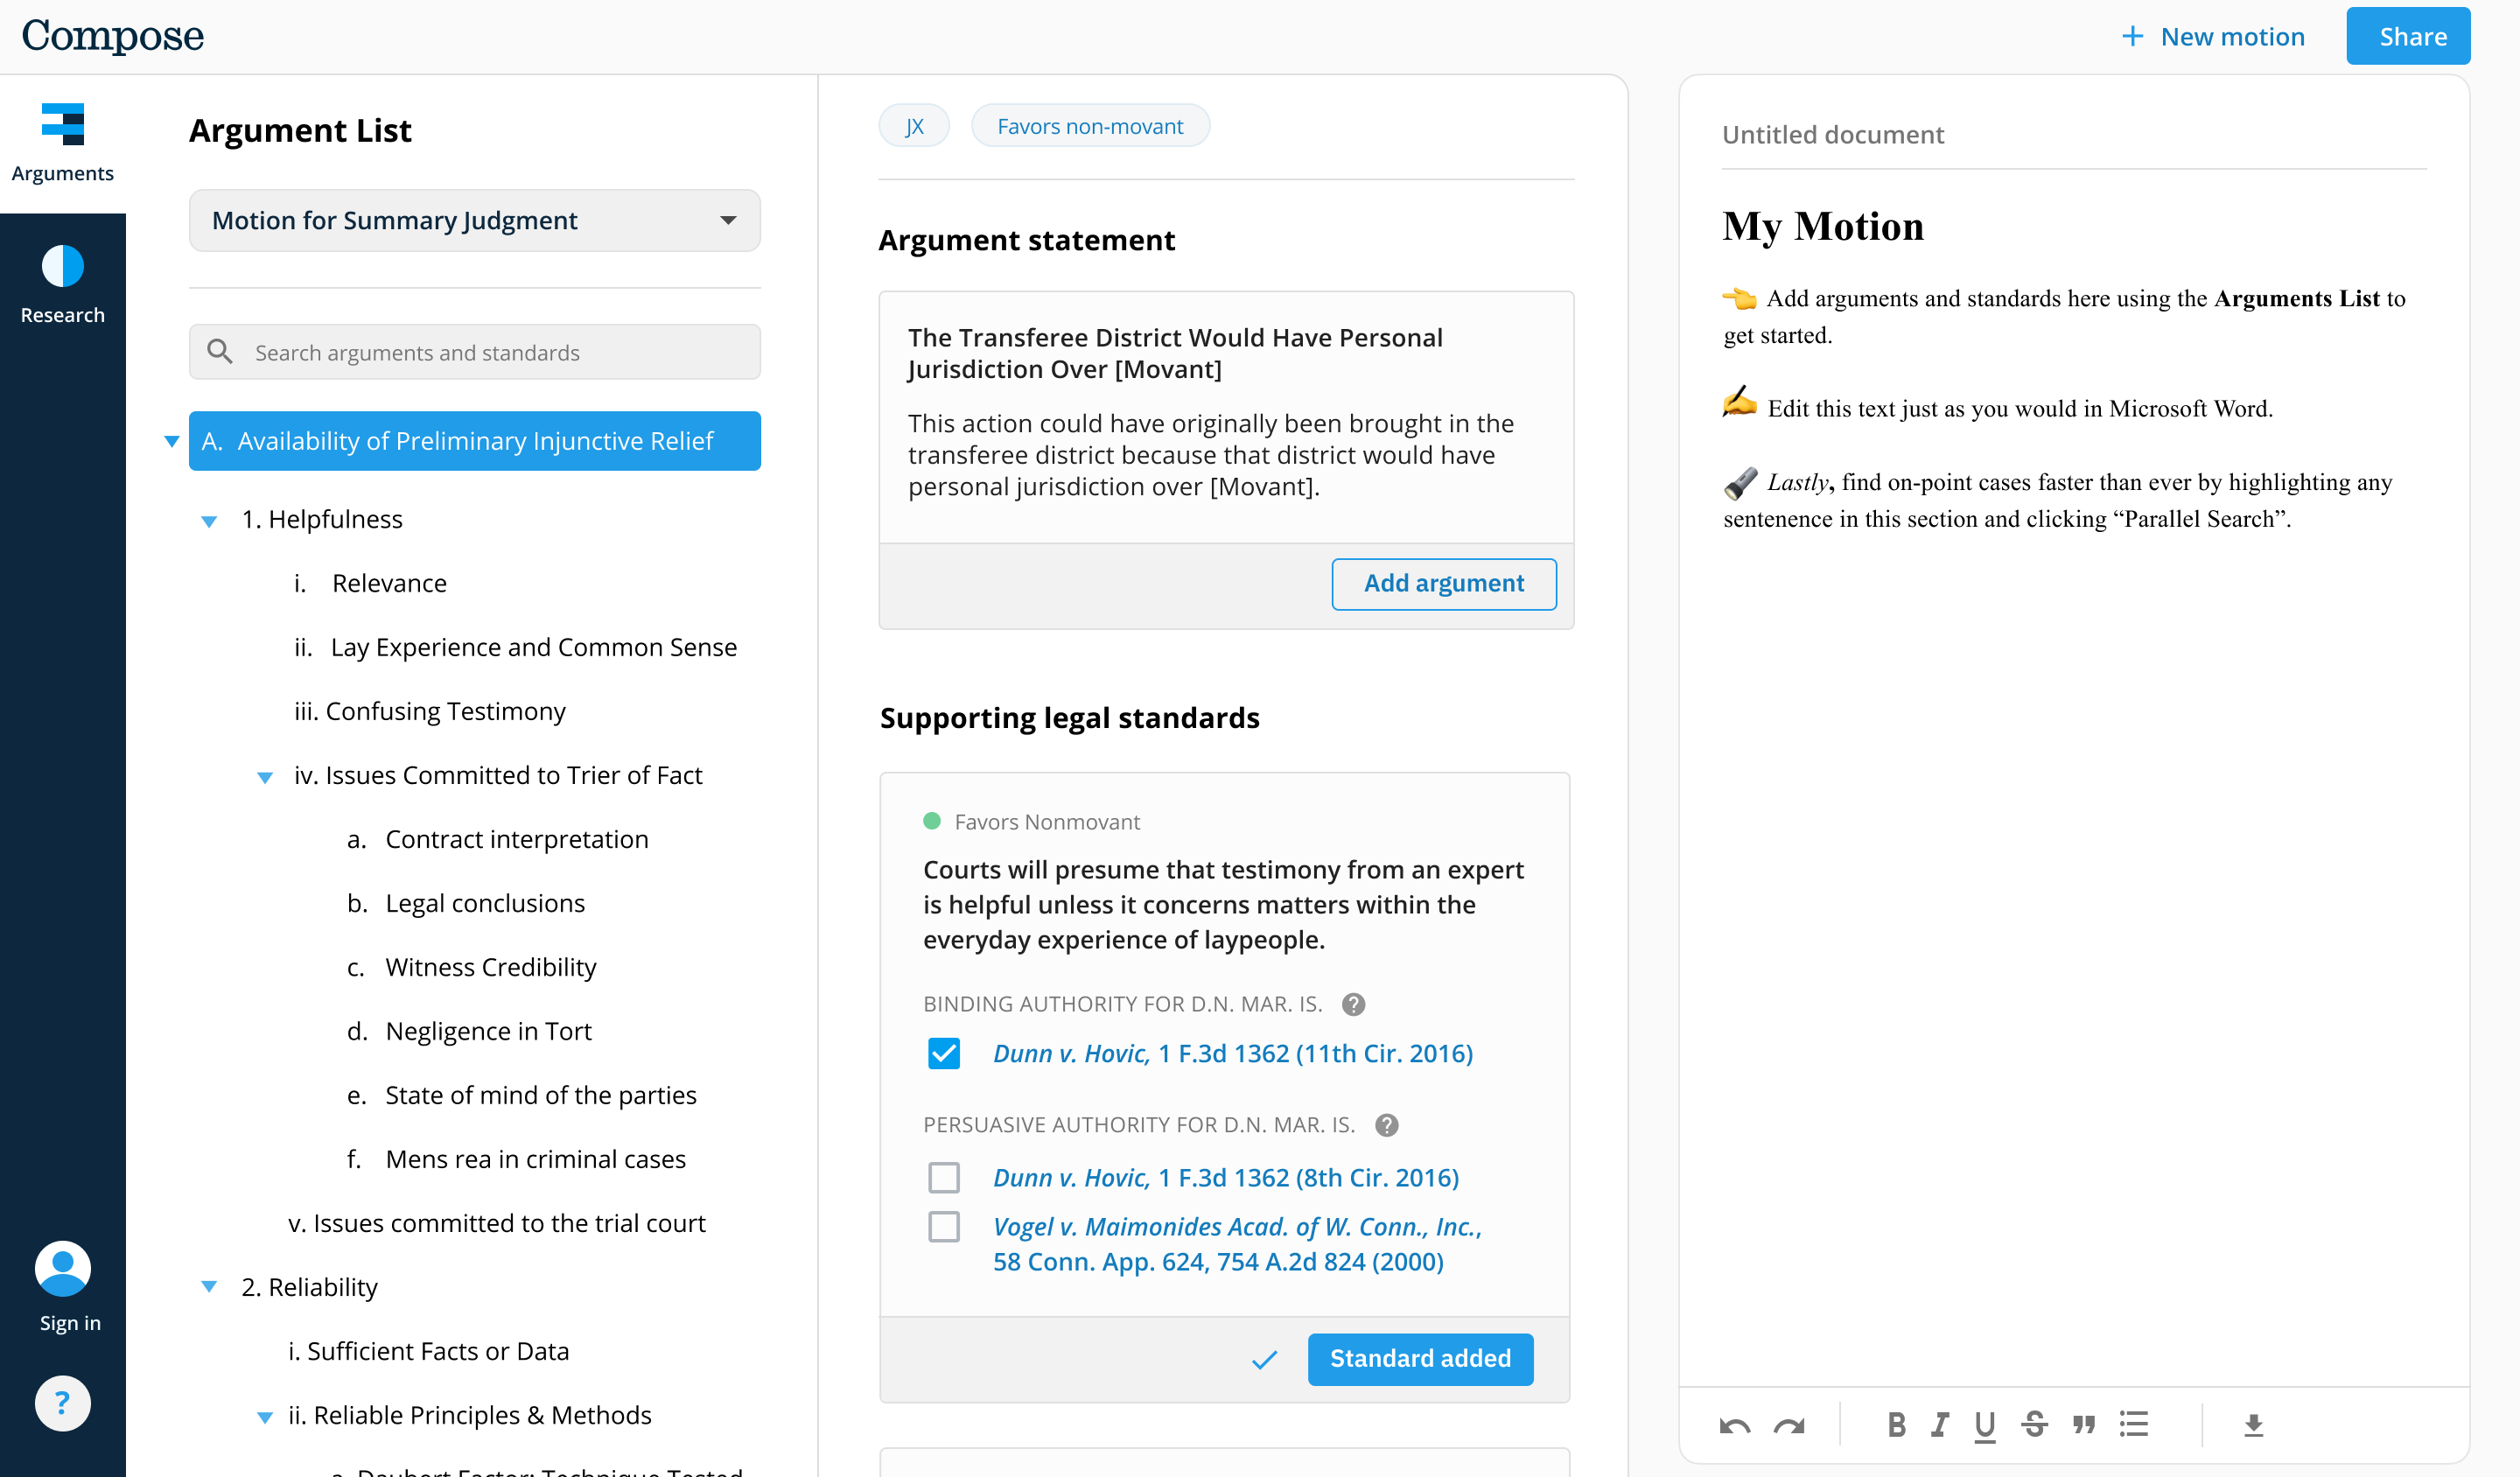 Compose
+ New motion
Share
Arguments
Research
Sign in
?
Argument List
Motion for Summary Judgment
Search arguments and standards
A. Availability of Preliminary Injunctive Relief
1. Helpfulness
i. Relevance
ii. Lay Experience and Common Sense
iii. Confusing Testimony
iv. Issues Committed to Trier of Fact
a. Contract interpretation
b. Legal conclusions
c. Witness Credibility
d. Negligence in Tort
e. State of mind of the parties
f. Mens rea in criminal cases
v. Issues committed to the trial court
2. Reliability
i. Sufficient Facts or Data
ii. Reliable Principles & Methods
a. Daubert Factor: Technique Tested
JX
Favors non-movant
Argument statement
The Transferee District Would Have Personal
Jurisdiction Over [Movant]
This action could have originally been brought in the
transferee district because that district would have
personal jurisdiction over [Movant].
Add argument
Supporting legal standards
Favors Nonmovant
Courts will presume that testimony from an expert
is helpful unless it concerns matters within the
everyday experience of laypeople.
BINDING AUTHORITY FOR D.N. MAR. IS. ?
Dunn v. Hovic, 1 F.3d 1362 (11th Cir. 2016)
PERSUASIVE AUTHORITY FOR D.N. MAR. IS. ?
Dunn v. Hovic, 1 F.3d 1362 (8th Cir. 2016)
Vogel v. Maimonides Acad. of W. Conn., Inc.,
58 Conn. App. 624, 754 A.2d 824 (2000)
Standard added
Untitled document
My Motion
👈 Add arguments and standards here using the Arguments List to
get started.
✍️ Edit this text just as you would in Microsoft Word.
🔦 Lastly, find on-point cases faster than ever by highlighting any
sentenence in this section and clicking “Parallel Search”.
B I U S ”